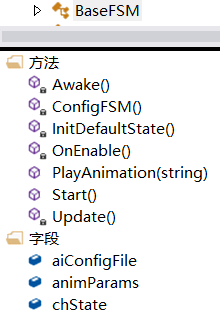 BaseFSM
方法
Awake()
ConfigFSM()
InitDefaultState()
OnEnable()
PlayAnimation(string)
Start()
Update()
字段
aiConfigFile
animParams
chState